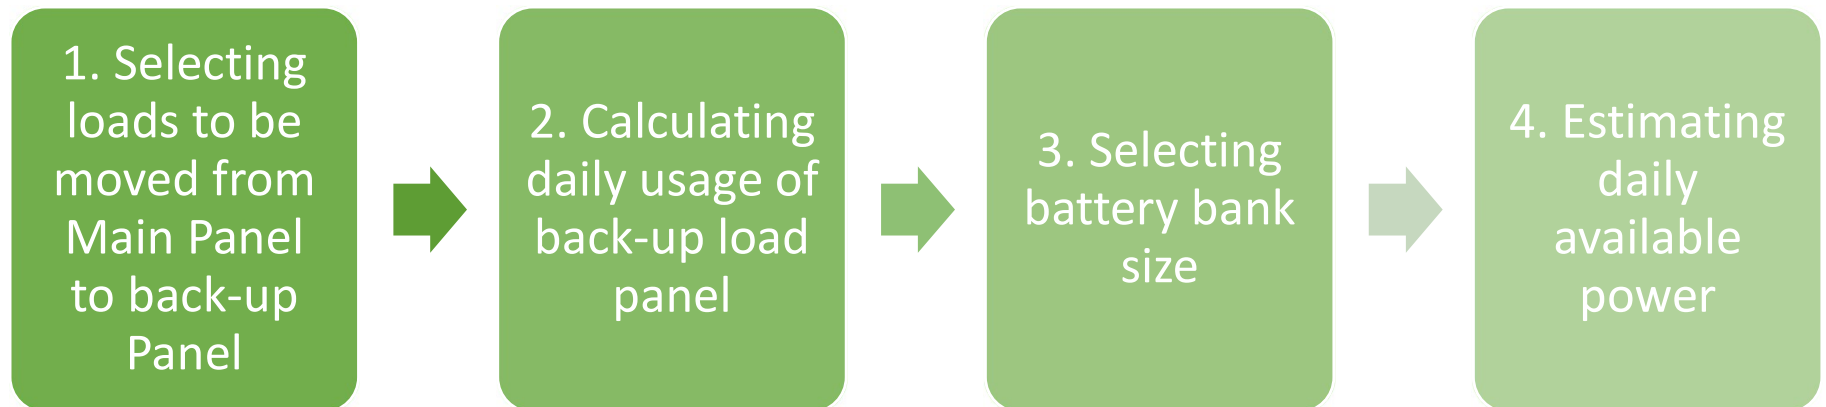 1. Selecting
loads to be
moved from
Main Panel
to back-up
Panel
2. Calculating
daily usage of
back-up load
panel
3. Selecting
battery bank
size
4. Estimating
daily
available
power